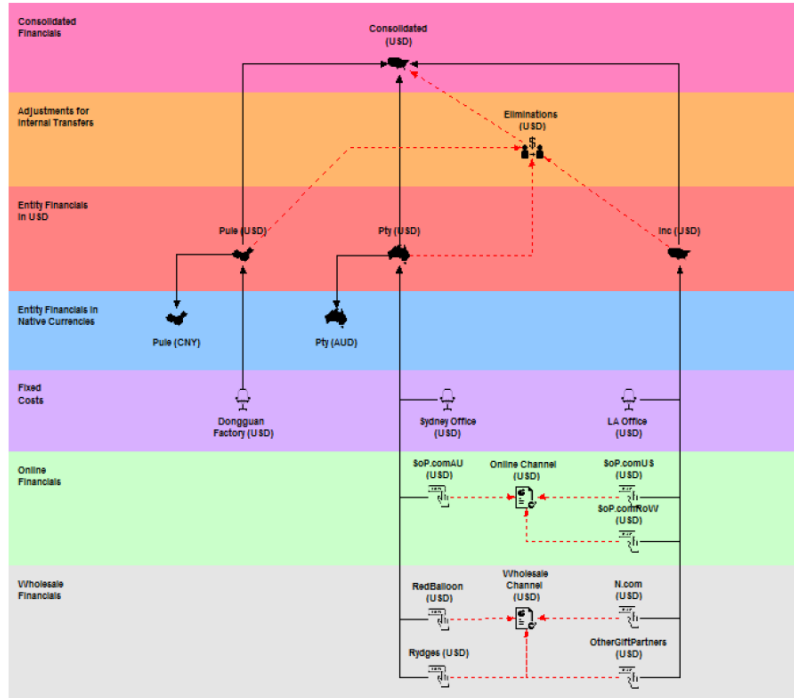 Consolidated
Financials
Consolidated
(USD)
Adjustments for
Internal Transfers
Eliminations
(USD)
$
Entity Financials
in USD
Pule (USD)
Pty (USD)
Inc (USD)
Entity Financials in
Native Currencies
Pule (CNY)
Pty (AUD)
Fixed
Costs
Dongguan
Factory (USD)
Sydney Office
(USD)
LA Office
(USD)
Online
Financials
SoP.comAU
(USD)
Online Channel
(USD)
SoP.comUS
(USD)
SoP.comRoW
(USD)
Wholesale
Financials
RedBalloon
(USD)
Wholesale
Channel
(USD)
N.com
(USD)
Rydges (USD)
OtherGiftPartners
(USD)